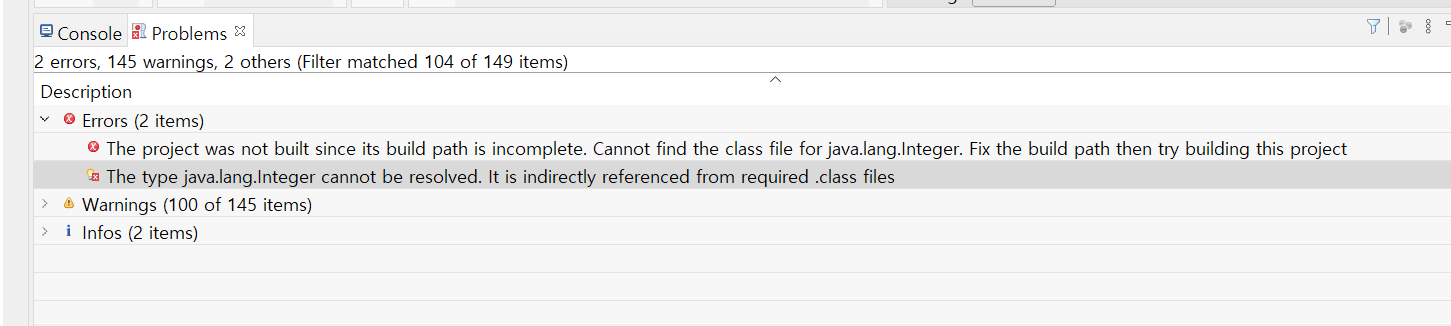 Console Problems
2 errors, 145 warnings, 2 others (Filter matched 104 of 149 items)
Description
Errors (2 items)
The project was not built since its build path is incomplete. Cannot find the class file for java.lang.Integer. Fix the build path then try building this project
The type java.lang.Integer cannot be resolved. It is indirectly referenced from required .class files
Warnings (100 of 145 items)
Infos (2 items)